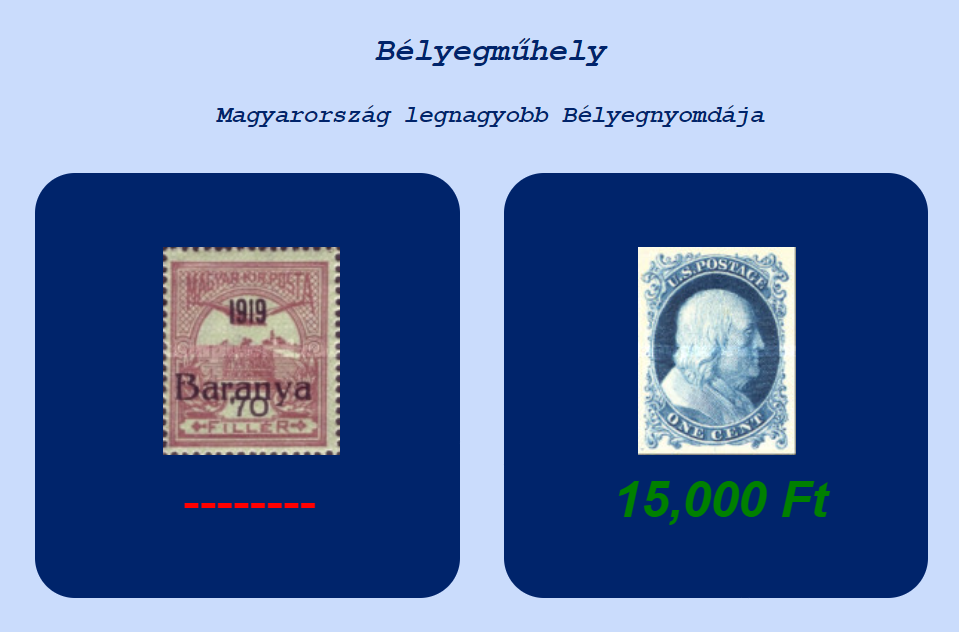 Bélyegműhely
Magyarország legnagyobb Bélyegnyomdája
MAGYAR·KIR·POSTA
1919
Baranya
70
FILLÉR
--------
U.S. POSTAGE
ONE CENT
15,000 Ft